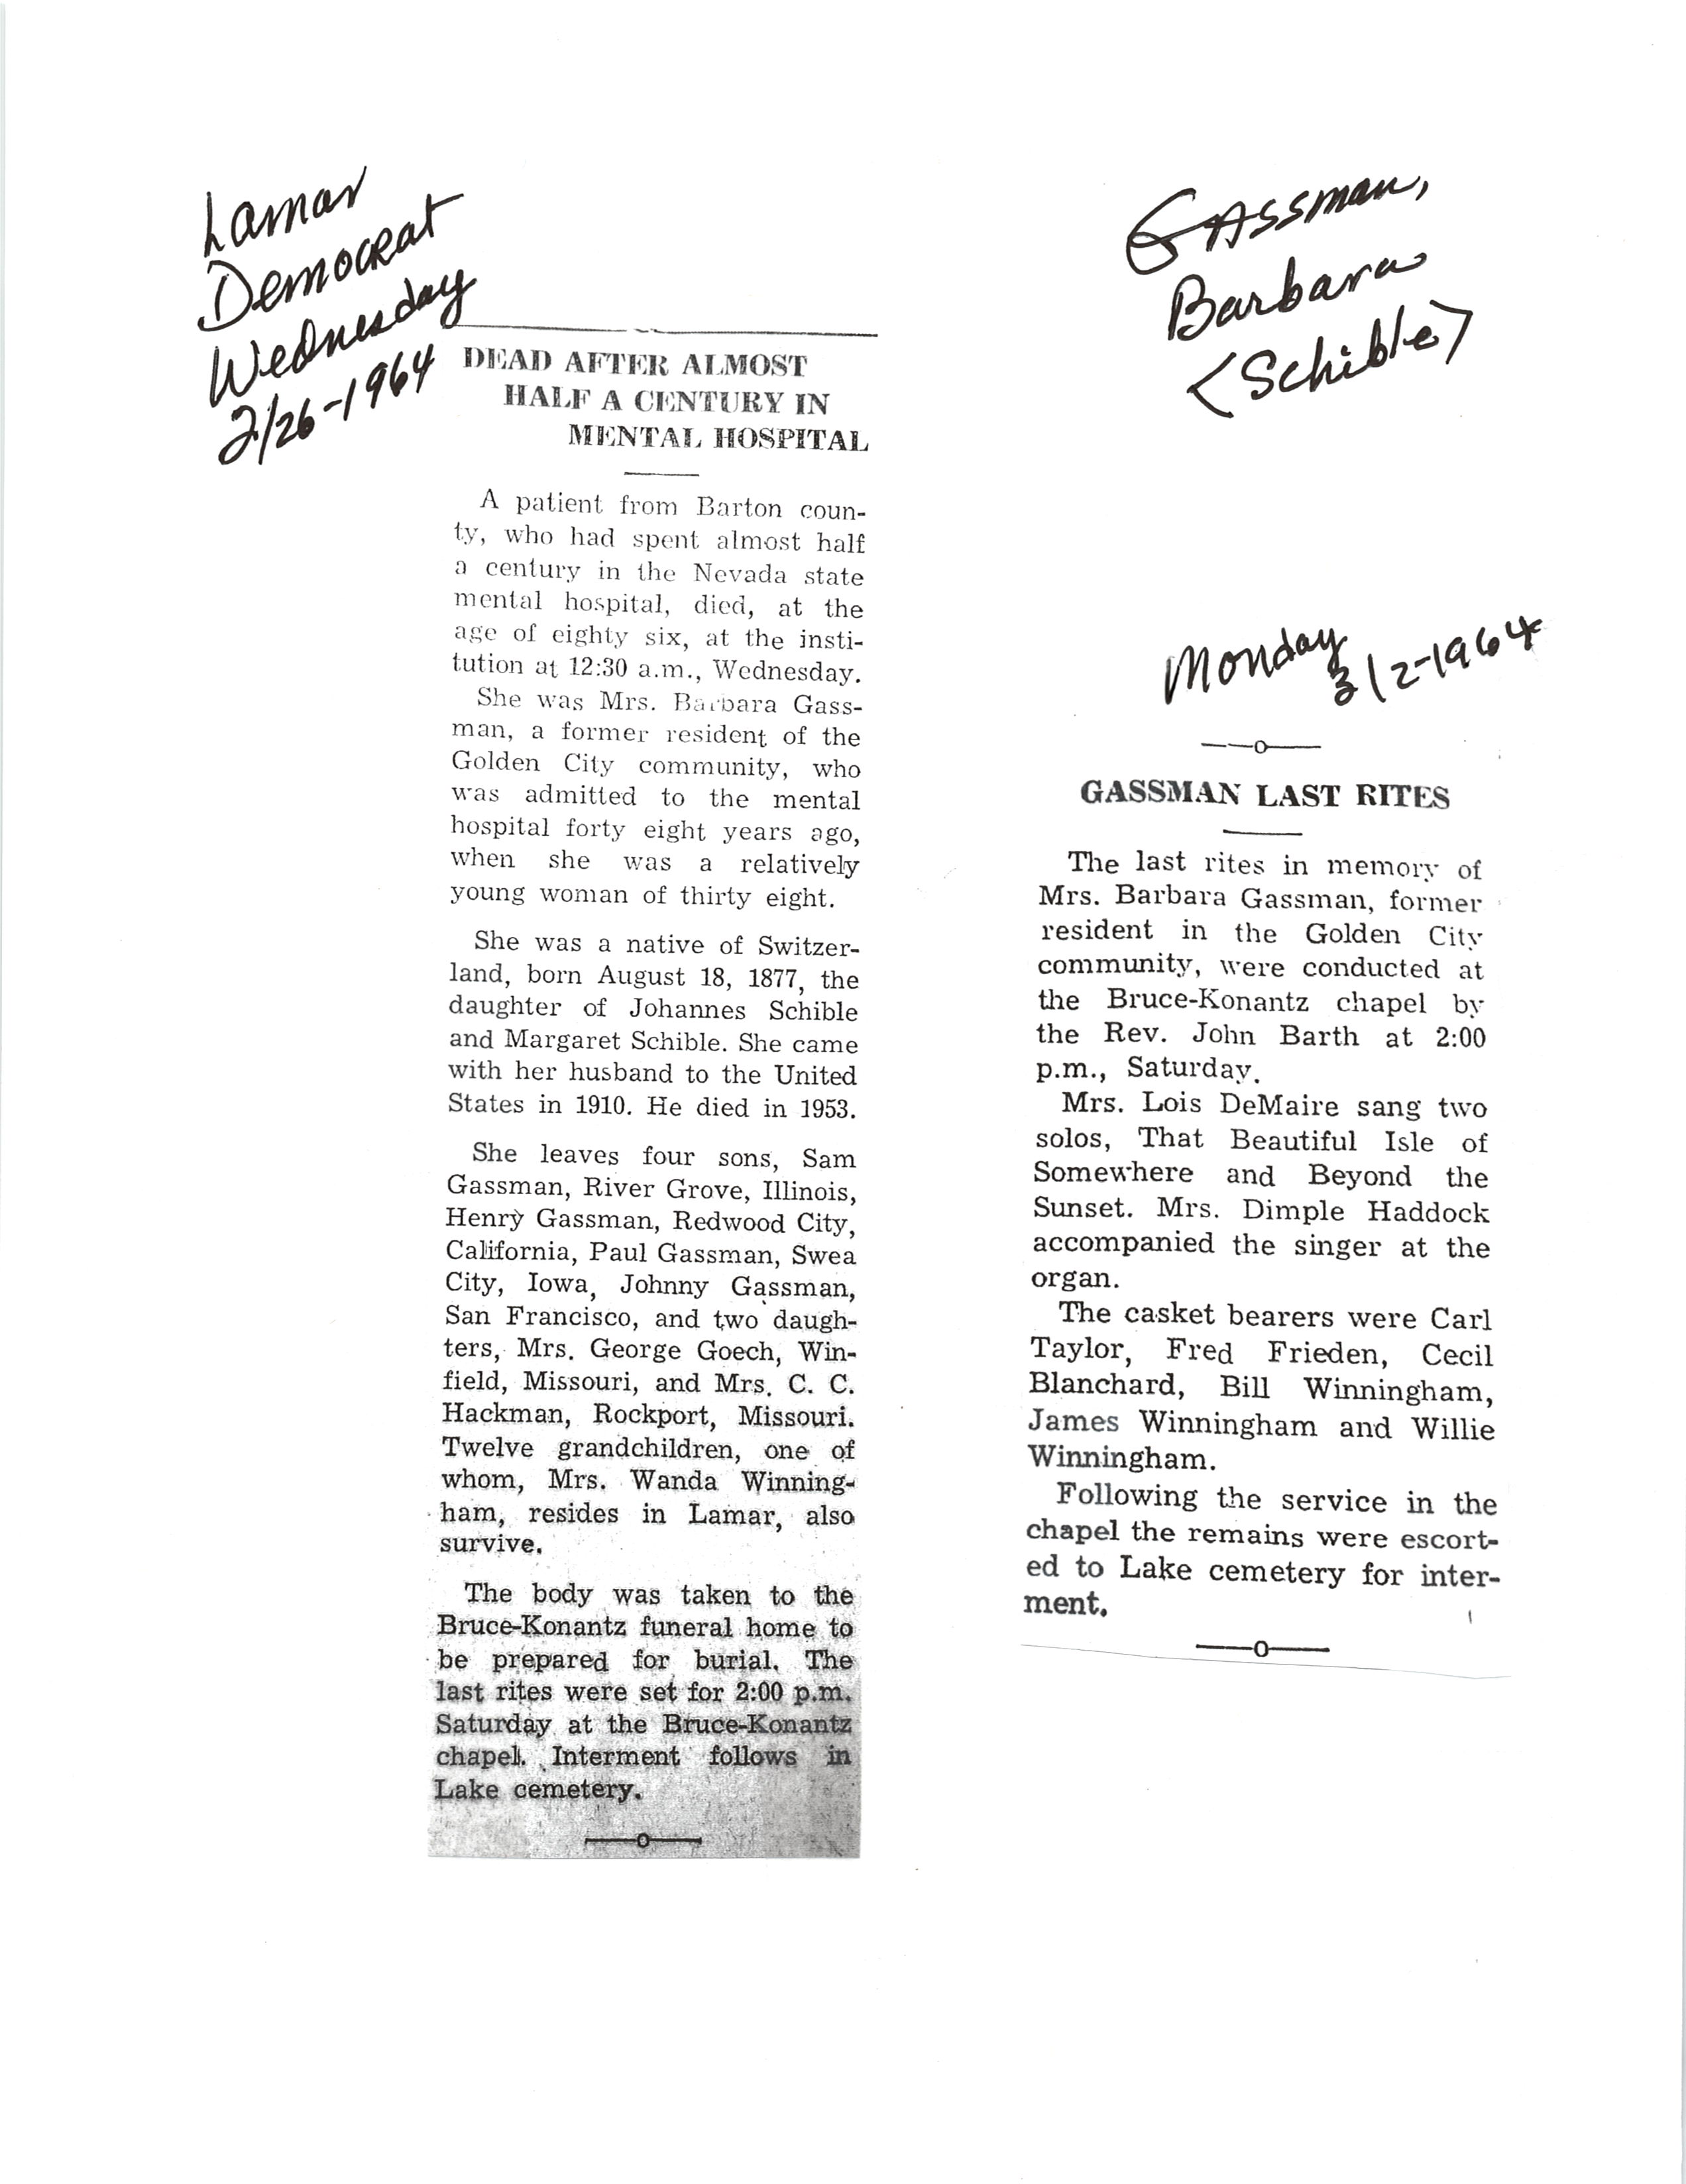 Lamar
Democrat
Wednesday
2/26-1964
DEAD AFTER ALMOST
HALF A CENTURY IN
MENTAL HOSPITAL
A patient from Barton coun-
ty, who had spent almost half
a century in the Nevada state
mental hospital, died, at the
age of eighty six, at the insti-
tution at 12:30 a.m., Wednesday.
She was Mrs. Barbara Gass-
man, a former resident of the
Golden City community, who
was admitted to the mental
hospital forty eight years ago,
when she was a relatively
young woman of thirty eight.
She was a native of Switzer-
land, born August 18, 1877, the
daughter of Johannes Schible
and Margaret Schible. She came
with her husband to the United
States in 1910. He died in 1953.
She leaves four sons, Sam
Gassman, River Grove, Illinois,
Henry Gassman, Redwood City,
California, Paul Gassman, Swea
City, Iowa, Johnny Gassman,
San Francisco, and two daugh-
ters, Mrs. George Goech, Win-
field, Missouri, and Mrs. C. C.
Hackman, Rockport, Missouri.
Twelve grandchildren, one of
whom, Mrs. Wanda Winning-
ham, resides in Lamar, also
survive.
The body was taken to the
Bruce-Konantz funeral home to
be prepared for burial. The
last rites were set for 2:00 p.m.
Saturday at the Bruce-Konantz
chapel. Interment follows in
Lake cemetery.
GAssman,
Barbara
<Schible>
Monday
3/2-1964
GASSMAN LAST RITES
The last rites in memory of
Mrs. Barbara Gassman, former
resident in the Golden City
community, were conducted at
the Bruce-Konantz chapel by
the Rev. John Barth at 2:00
p.m., Saturday.
Mrs. Lois DeMaire sang two
solos, That Beautiful Isle of
Somewhere and Beyond the
Sunset. Mrs. Dimple Haddock
accompanied the singer at the
organ.
The casket bearers were Carl
Taylor, Fred Frieden, Cecil
Blanchard, Bill Winningham,
James Winningham and Willie
Winningham.
Following the service in the
chapel the remains were escort-
ed to Lake cemetery for inter-
ment.